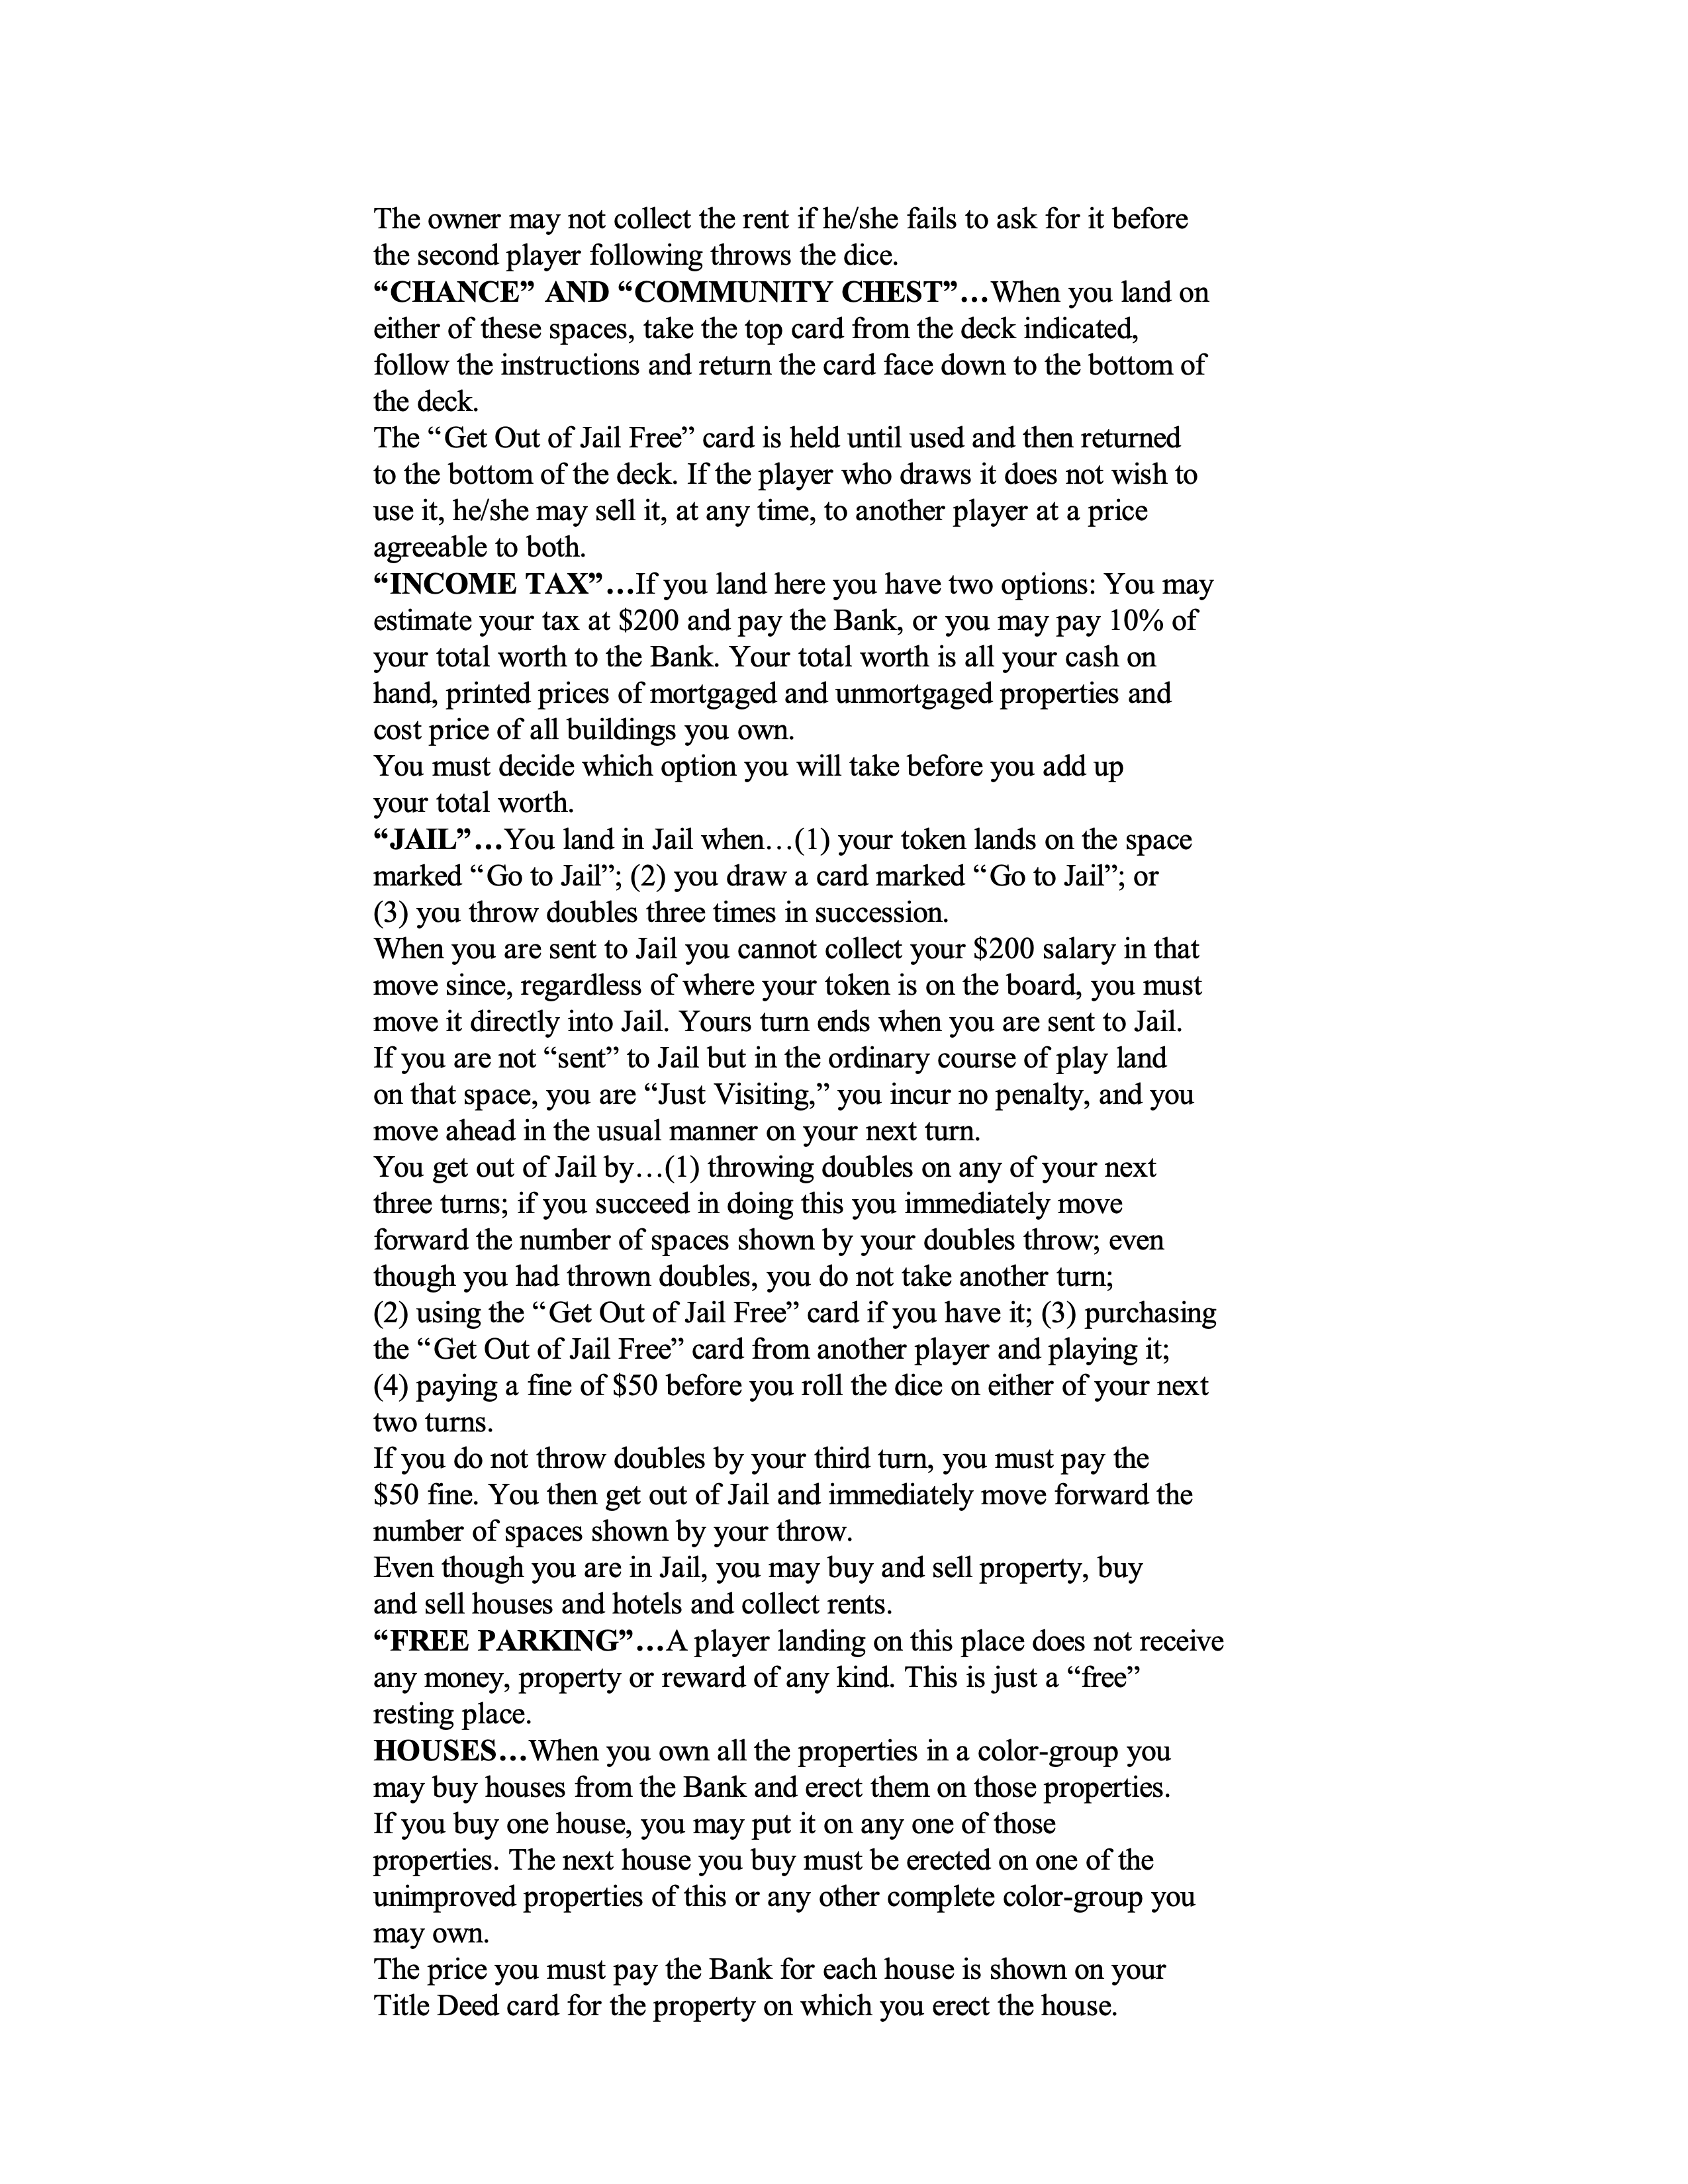 The owner may not collect the rent if he/she fails to ask for it before
the second player following throws the dice.
“CHANCE” AND “COMMUNITY CHEST”…When you land on
either of these spaces, take the top card from the deck indicated,
follow the instructions and return the card face down to the bottom of
the deck.
The “Get Out of Jail Free” card is held until used and then returned
to the bottom of the deck. If the player who draws it does not wish to
use it, he/she may sell it, at any time, to another player at a price
agreeable to both.
“INCOME TAX”…If you land here you have two options: You may
estimate your tax at $200 and pay the Bank, or you may pay 10% of
your total worth to the Bank. Your total worth is all your cash on
hand, printed prices of mortgaged and unmortgaged properties and
cost price of all buildings you own.
You must decide which option you will take before you add up
your total worth.
“JAIL”…You land in Jail when…(1) your token lands on the space
marked “Go to Jail”; (2) you draw a card marked “Go to Jail”; or
(3) you throw doubles three times in succession.
When you are sent to Jail you cannot collect your $200 salary in that
move since, regardless of where your token is on the board, you must
move it directly into Jail. Yours turn ends when you are sent to Jail.
If you are not “sent” to Jail but in the ordinary course of play land
on that space, you are “Just Visiting,” you incur no penalty, and you
move ahead in the usual manner on your next turn.
You get out of Jail by…(1) throwing doubles on any of your next
three turns; if you succeed in doing this you immediately move
forward the number of spaces shown by your doubles throw; even
though you had thrown doubles, you do not take another turn;
(2) using the “Get Out of Jail Free” card if you have it; (3) purchasing
the “Get Out of Jail Free” card from another player and playing it;
(4) paying a fine of $50 before you roll the dice on either of your next
two turns.
If you do not throw doubles by your third turn, you must pay the
$50 fine. You then get out of Jail and immediately move forward the
number of spaces shown by your throw.
Even though you are in Jail, you may buy and sell property, buy
and sell houses and hotels and collect rents.
“FREE PARKING”…A player landing on this place does not receive
any money, property or reward of any kind. This is just a “free”
resting place.
HOUSES…When you own all the properties in a color-group you
may buy houses from the Bank and erect them on those properties.
If you buy one house, you may put it on any one of those
properties. The next house you buy must be erected on one of the
unimproved properties of this or any other complete color-group you
may own.
The price you must pay the Bank for each house is shown on your
Title Deed card for the property on which you erect the house.